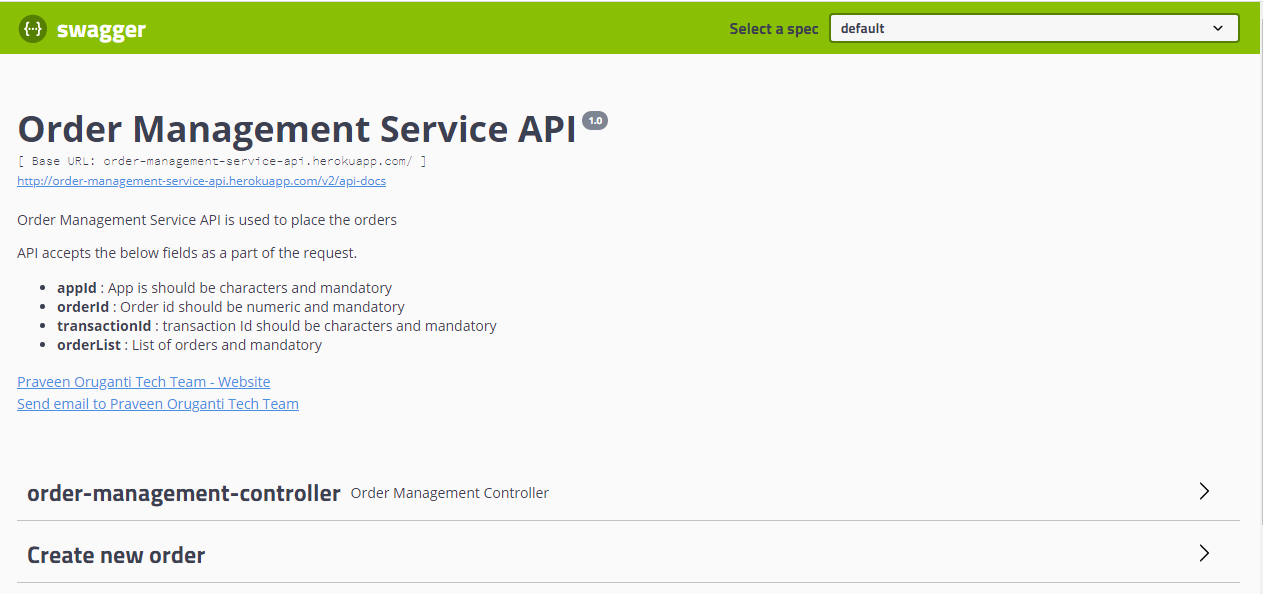 {···} swagger
Select a spec
default
Order Management Service API 1.0
[ Base URL: order-management-service-api.herokuapp.com/ ]
http://order-management-service-api.herokuapp.com/v2/api-docs
Order Management Service API is used to place the orders
API accepts the below fields as a part of the request.
appId : App is should be characters and mandatory
orderId : Order id should be numeric and mandatory
transactionId : transaction Id should be characters and mandatory
orderList : List of orders and mandatory
Praveen Oruganti Tech Team - Website
Send email to Praveen Oruganti Tech Team
order-management-controller Order Management Controller
Create new order